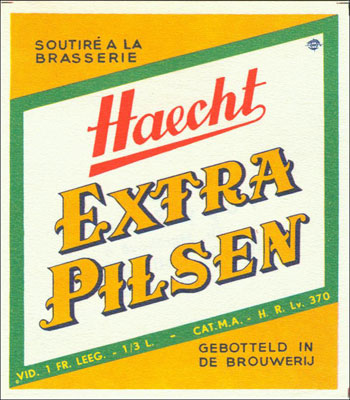 SOUTIRÉ A LA
BRASSERIE
Haecht
EXTRA
PILSEN
VID. 1 FR. LEEG. - 1/3 L. - CAT.M.A. - H. R. Lv. 370
GEBOTTELD IN
DE BROUWERIJ